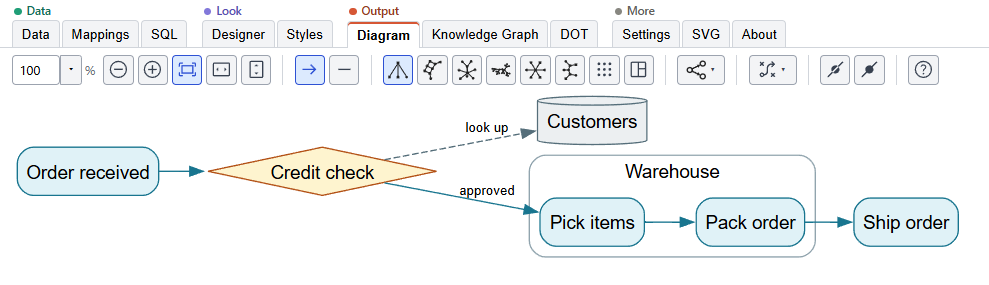 Data
Look
Output
More
Data
Mappings
SQL
Designer
Styles
Diagram
Knowledge Graph
DOT
Settings
SVG
About
100
%
?
look up
Customers
Order received
Credit check
Warehouse
approved
Pick items
Pack order
Ship order